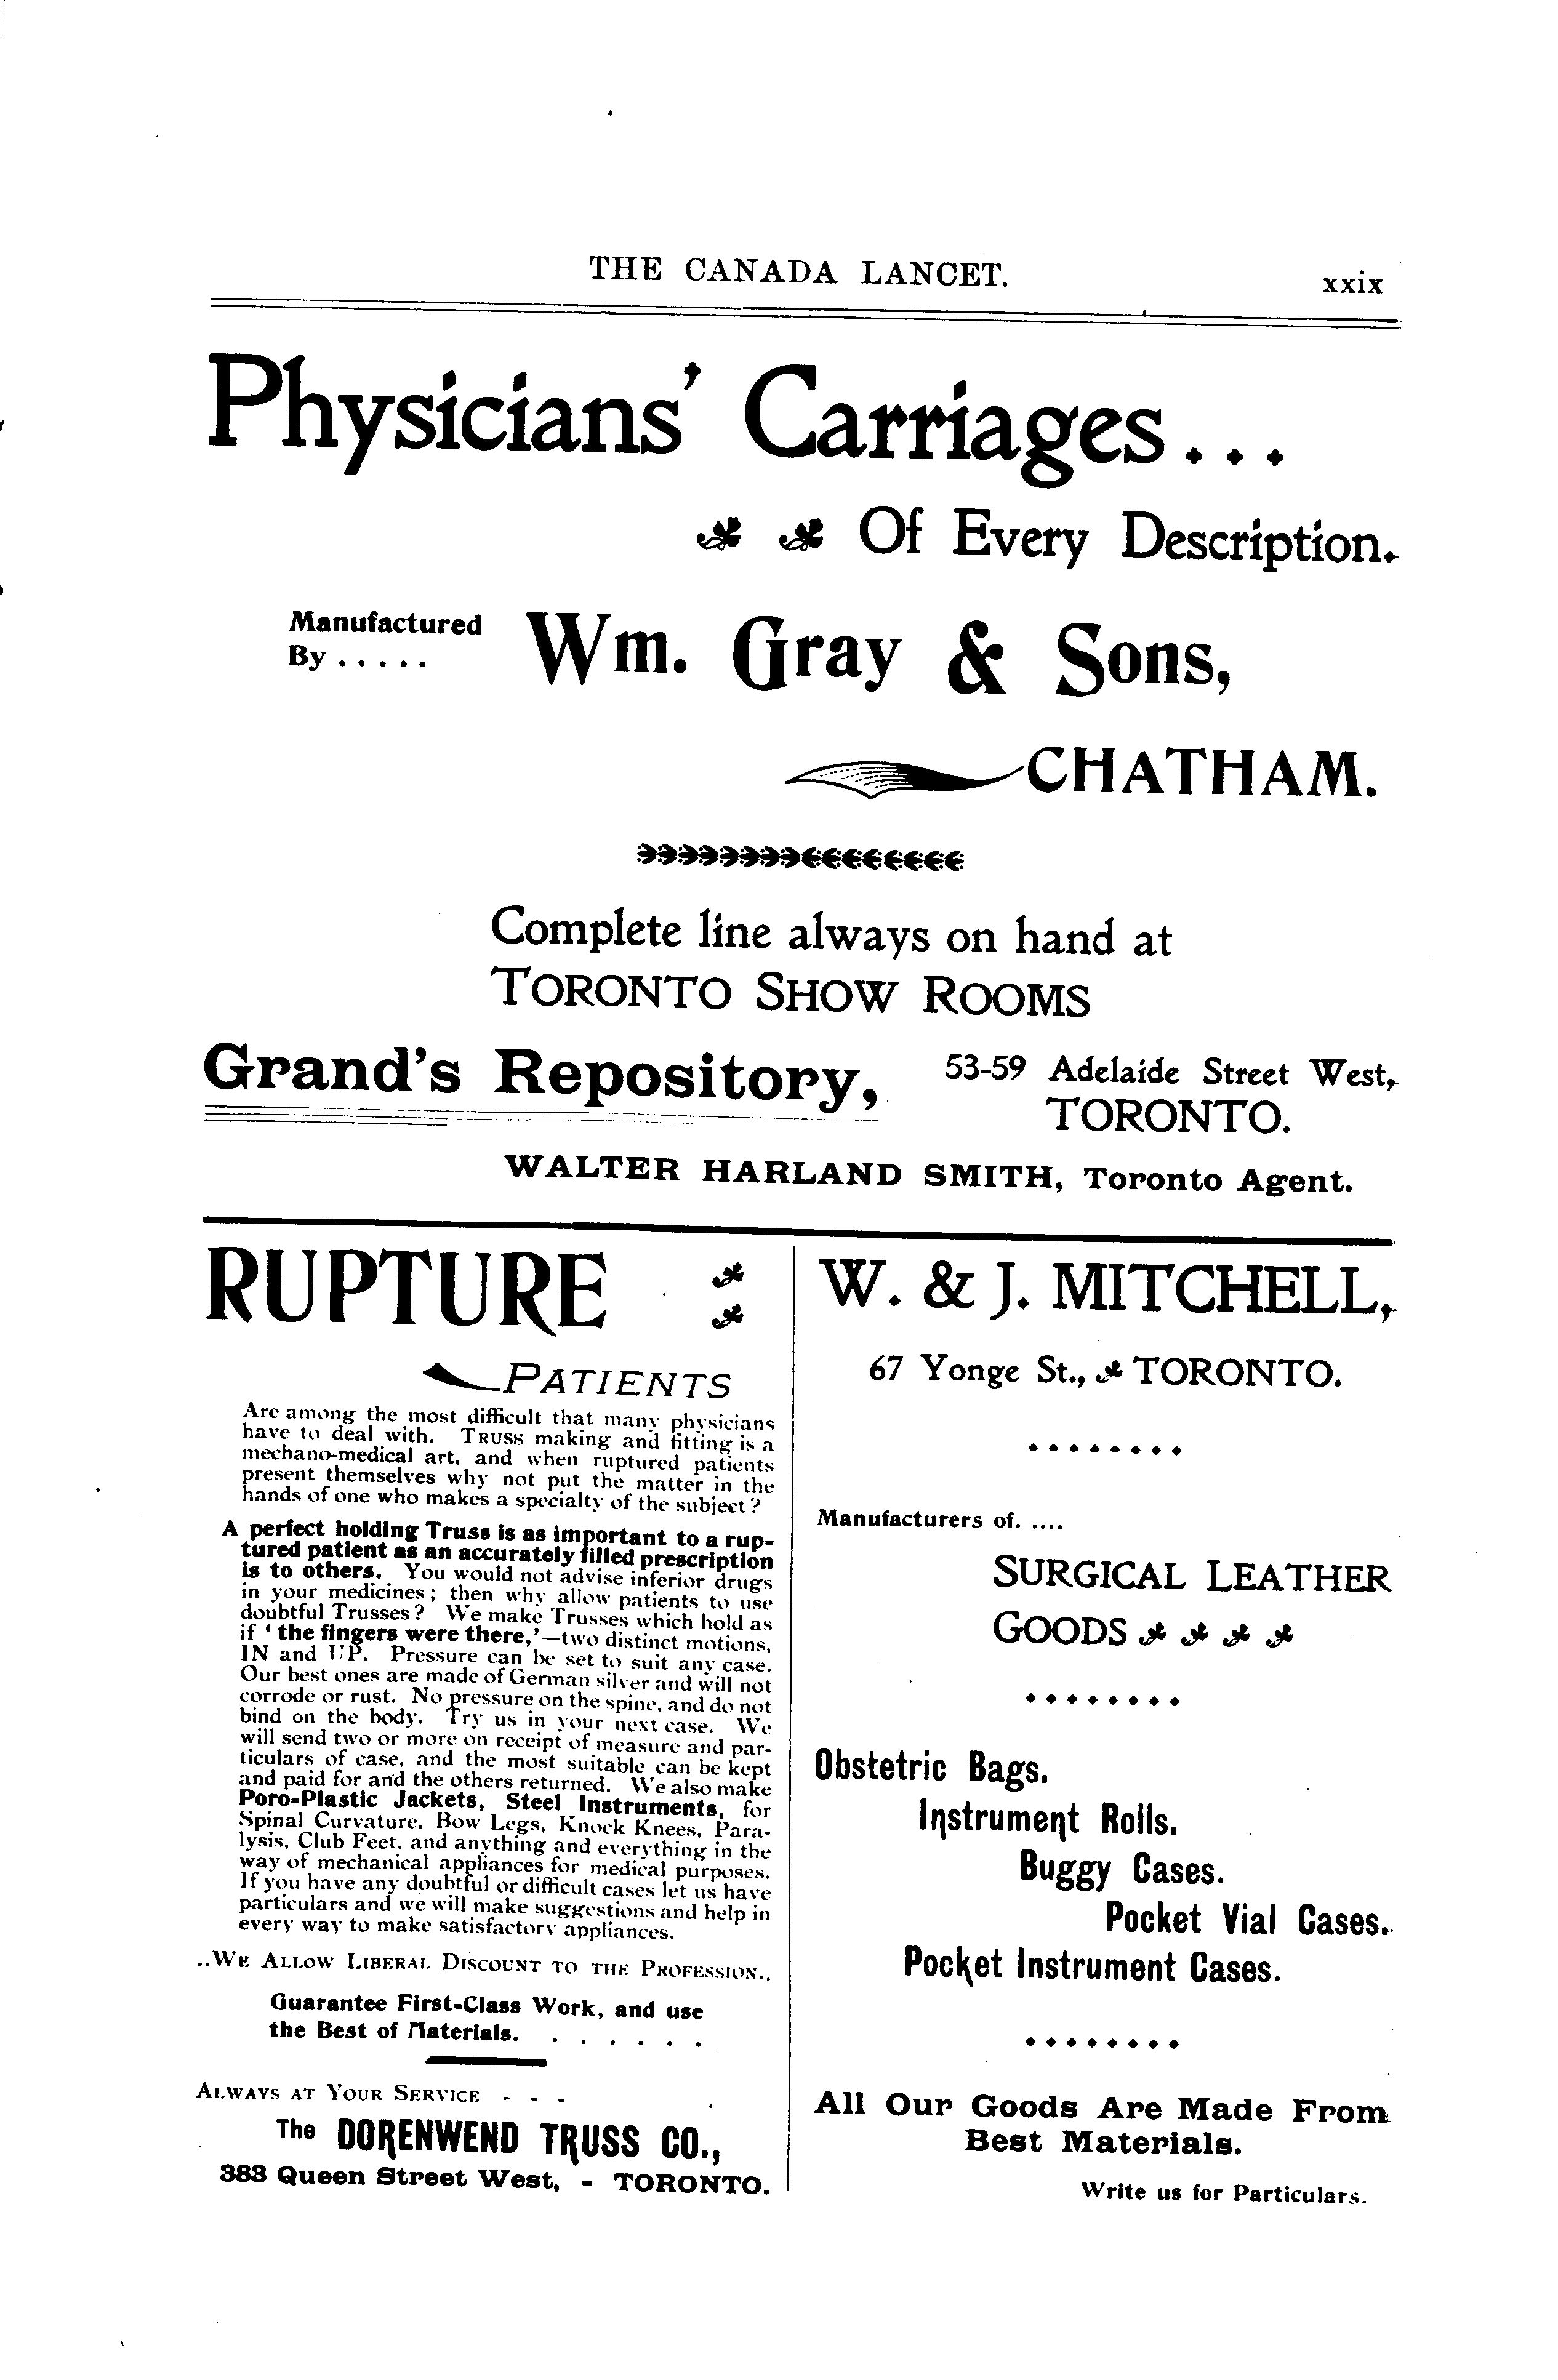 THE CANADA LANCET.
xxix
Physicians' Carriages...
Of Every Description.
Manufactured
By .....
Wm. Gray & Sons,
CHATHAM.
Complete line always on hand at
TORONTO SHOW ROOMS
Grand's Repository,
53-59 Adelaide Street West,
TORONTO.
WALTER HARLAND SMITH, Toronto Agent.
RUPTURE
PATIENTS
Are among the most difficult that many physicians
have to deal with. TRUSS making and fitting is a
mechano-medical art, and when ruptured patients
present themselves why not put the matter in the
hands of one who makes a specialty of the subject?
A perfect holding Truss is as important to a rup-
tured patient as an accurately filled prescription
is to others. You would not advise inferior drugs
in your medicines; then why allow patients to use
doubtful Trusses? We make Trusses which hold as
if 'the fingers were there,'—two distinct motions,
IN and UP. Pressure can be set to suit any case.
Our best ones are made of German silver and will not
corrode or rust. No pressure on the spine, and do not
bind on the body. Try us in your next case. We
will send two or more on receipt of measure and par-
ticulars of case, and the most suitable can be kept
and paid for and the others returned. We also make
Poro-Plastic Jackets, Steel Instruments, for
Spinal Curvature, Bow Legs, Knock Knees, Para-
lysis, Club Feet, and anything and everything in the
way of mechanical appliances for medical purposes.
If you have any doubtful or difficult cases let us have
particulars and we will make suggestions and help in
every way to make satisfactory appliances.
..WE ALLOW LIBERAL DISCOUNT TO THE PROFESSION..
Guarantee First-Class Work, and use
the Best of Materials. . . . . . .
ALWAYS AT YOUR SERVICE - - -
The DORENWEND TRUSS CO.,
383 Queen Street West, - TORONTO.
W. & J. MITCHELL,
67 Yonge St., TORONTO.
Manufacturers of. ....
SURGICAL LEATHER
GOODS
Obstetric Bags.
Instrument Rolls.
Buggy Cases.
Pocket Vial Cases.
Pocket Instrument Cases.
All Our Goods Are Made From
Best Materials.
Write us for Particulars.